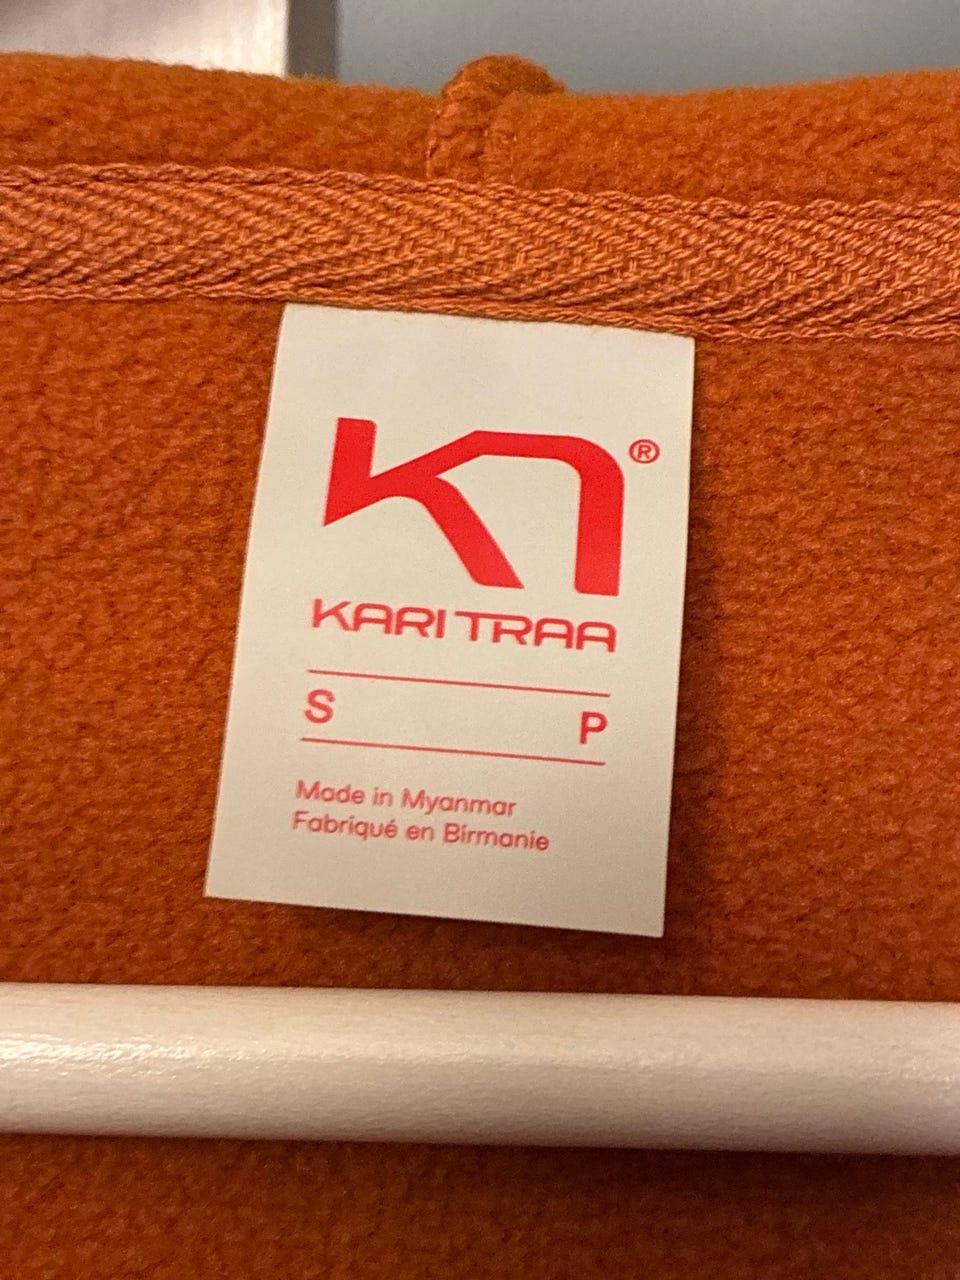 ®
KARI TRAA
S P
Made in Myanmar
Fabriqué en Birmanie